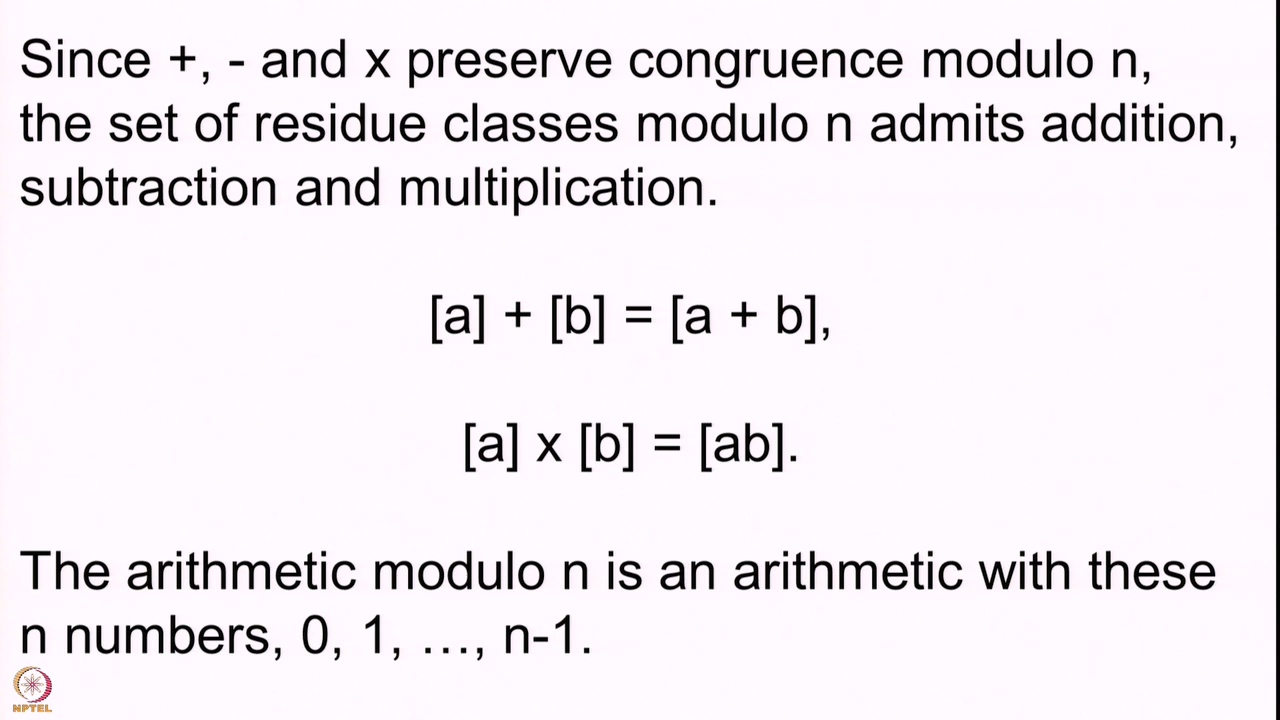 Since +, - and x preserve congruence modulo n,
the set of residue classes modulo n admits addition,
subtraction and multiplication.
[a] + [b] = [a + b],
[a] x [b] = [ab].
The arithmetic modulo n is an arithmetic with these
n numbers, 0, 1, …, n-1.
NPTEL